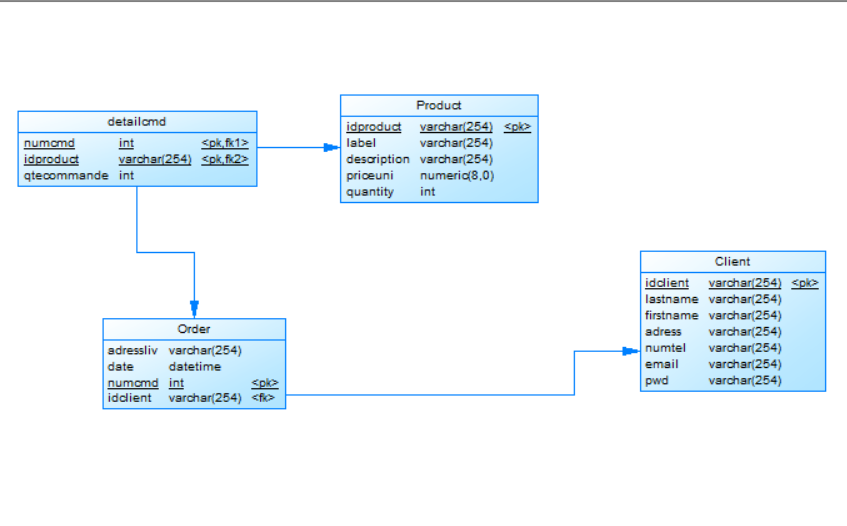 detailcmd
numcmd int <pk,fk1>
idproduct varchar(254) <pk,fk2>
qtecommande int
Product
idproduct varchar(254) <pk>
label varchar(254)
description varchar(254)
priceuni numeric(8,0)
quantity int
Client
idclient varchar(254) <pk>
lastname varchar(254)
firstname varchar(254)
adress varchar(254)
numtel varchar(254)
email varchar(254)
pwd varchar(254)
Order
adressliv varchar(254)
date datetime
numcmd int <pk>
idclient varchar(254) <fk>